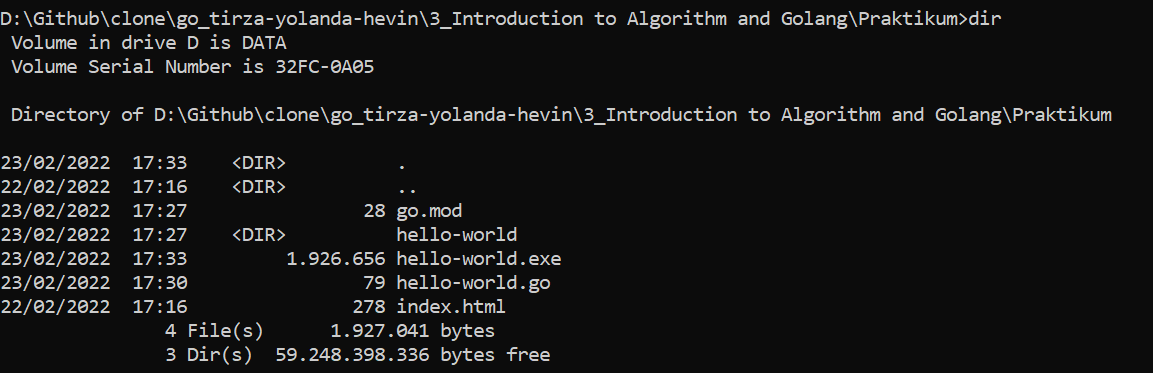 D:\Github\clone\go_tirza-yolanda-hevin\3_Introduction to Algorithm and Golang\Praktikum>dir
 Volume in drive D is DATA
 Volume Serial Number is 32FC-0A05

 Directory of D:\Github\clone\go_tirza-yolanda-hevin\3_Introduction to Algorithm and Golang\Praktikum

23/02/2022  17:33    <DIR>          .
22/02/2022  17:16    <DIR>          ..
23/02/2022  17:27                28 go.mod
23/02/2022  17:27    <DIR>          hello-world
23/02/2022  17:33         1.926.656 hello-world.exe
23/02/2022  17:30                79 hello-world.go
22/02/2022  17:16               278 index.html
               4 File(s)      1.927.041 bytes
               3 Dir(s)  59.248.398.336 bytes free